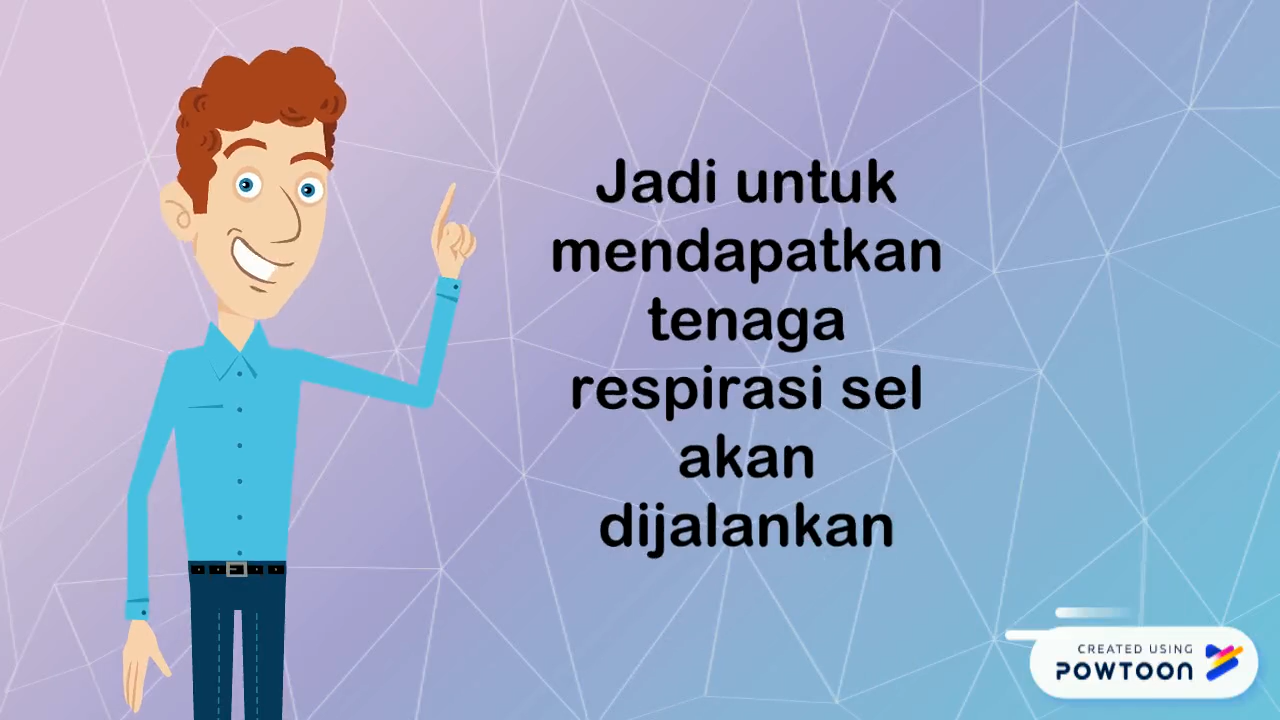 Jadi untuk
mendapatkan
tenaga
respirasi sel
akan
dijalankan
CREATED USING
POWTOON